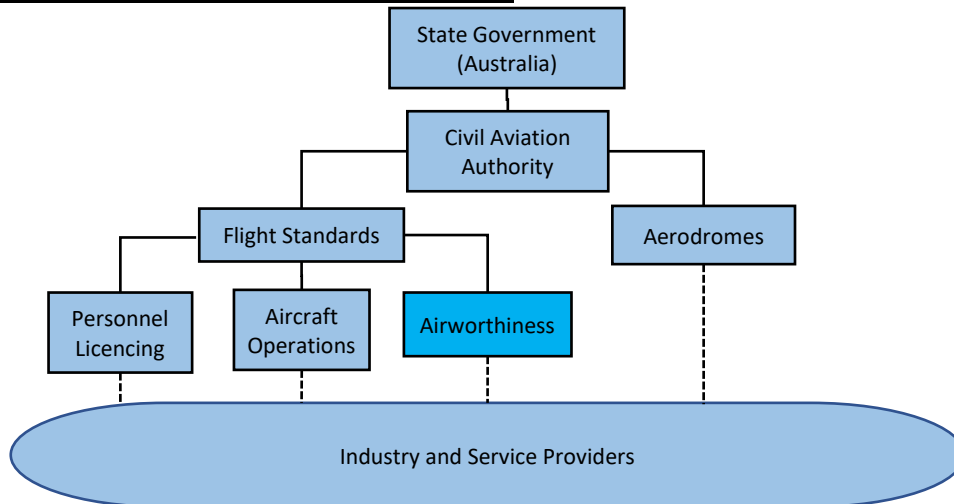 State Government
(Australia)
Civil Aviation
Authority
Flight Standards
Aerodromes
Personnel
Licencing
Aircraft
Operations
Airworthiness
Industry and Service Providers